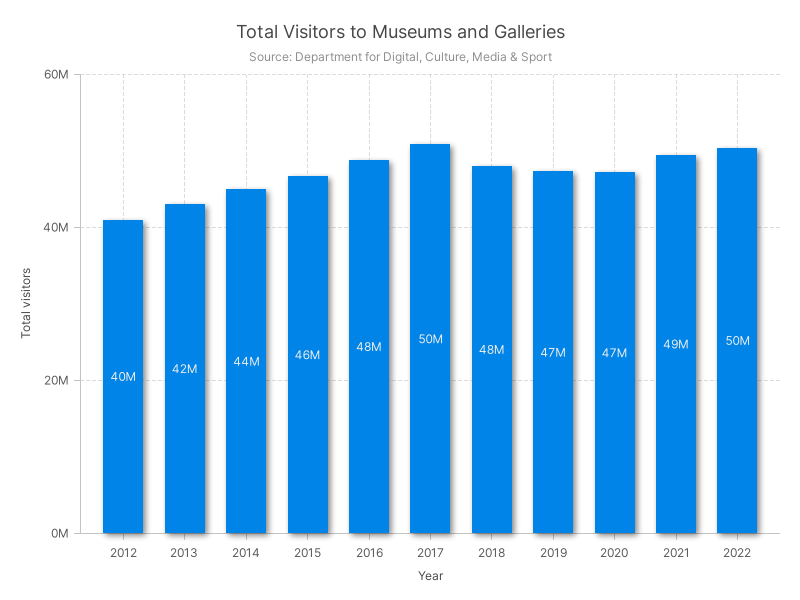 Total Visitors to Museums and Galleries
Source: Department for Digital, Culture, Media & Sport
60M
40M
20M
0M
Total visitors
40M
42M
44M
46M
48M
50M
48M
47M
47M
49M
50M
2012
2013
2014
2015
2016
2017
2018
2019
2020
2021
2022
Year